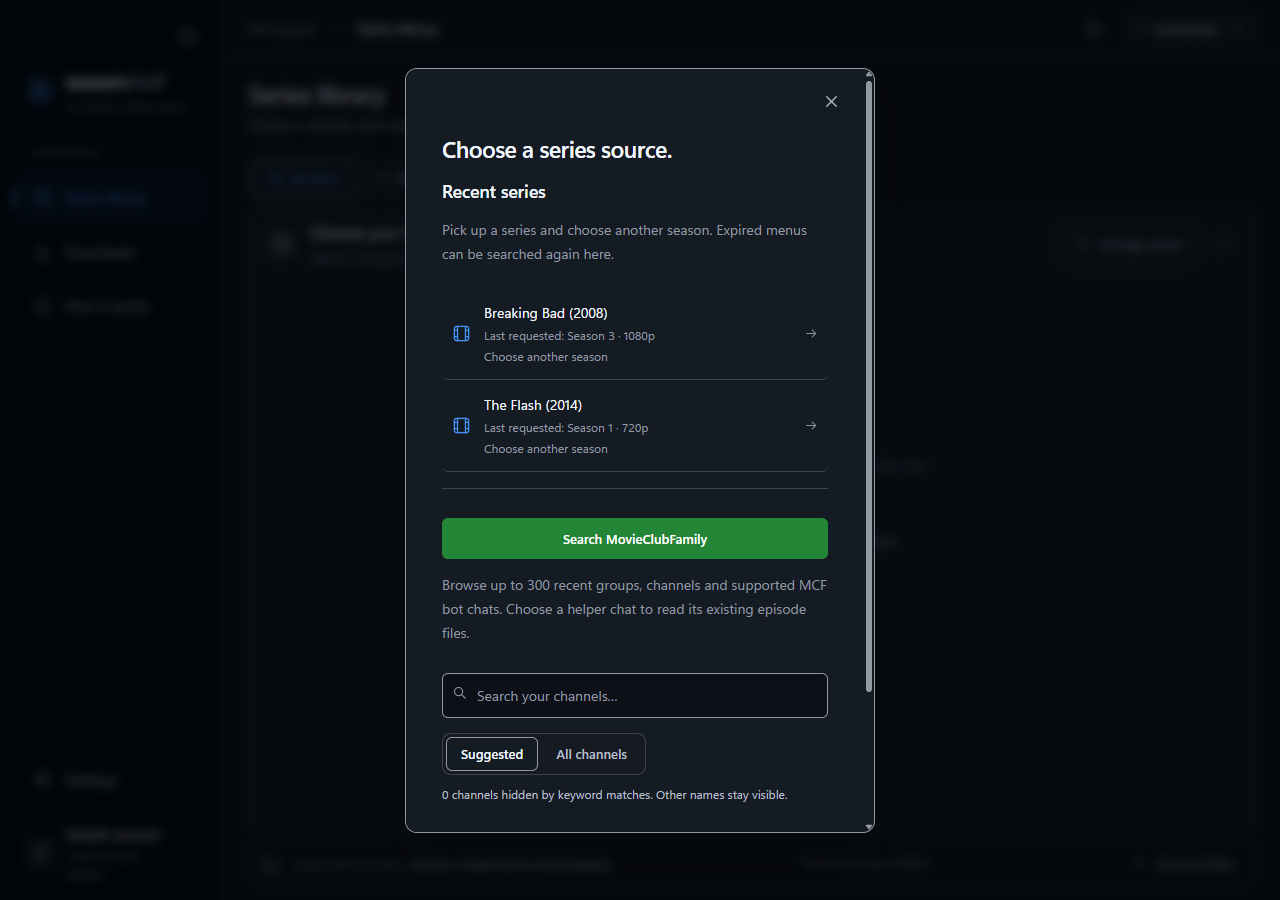 Series library
Choose a series source.
Recent series
Pick up a series and choose another season. Expired menus
can be searched again here.
Breaking Bad (2008)
Last requested: Season 3 · 1080p
Choose another season
The Flash (2014)
Last requested: Season 1 · 720p
Choose another season
Search MovieClubFamily
Browse up to 300 recent groups, channels and supported MCF
bot chats. Choose a helper chat to read its existing episode
files.
Search your channels...
Suggested
All channels
0 channels hidden by keyword matches. Other names stay visible.